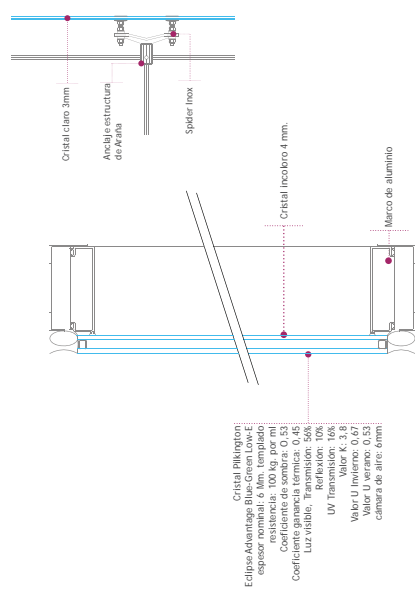 Cristal claro 3mm
Anclaje estructura
de Araña
Spider Inox
Cristal incoloro 4 mm.
Marco de aluminio
Cristal Pilkington
Eclipse Advantage Blue-Green Low-E
espesor nominal: 6 Mm. templado
resistencia: 100 kg. por ml
Coeficiente de sombra: 0,53
Coeficiente ganancia térmica: 0,45
Luz visible, Transmisión: 56%
Reflexión: 10%
UV Transmisión: 16%
Valor K: 3,8
Valor U Invierno: 0,67
Valor U verano: 0,53
cámara de aire: 6mm